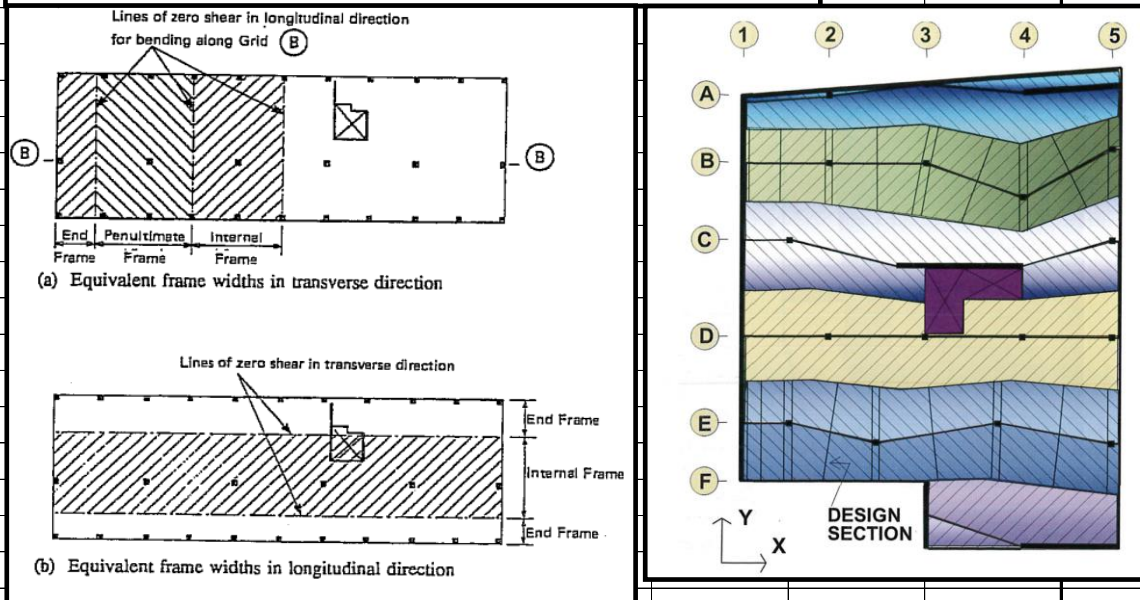 Lines of zero shear in longitudinal direction
for bending along Grid B
B
B
End Penultimate Internal
Frame Frame Frame
(a) Equivalent frame widths in transverse direction
Lines of zero shear in transverse direction
End Frame
Internal Frame
End Frame
(b) Equivalent frame widths in longitudinal direction
1 2 3 4 5
A
B
C
D
E
F
DESIGN
SECTION
Y
X